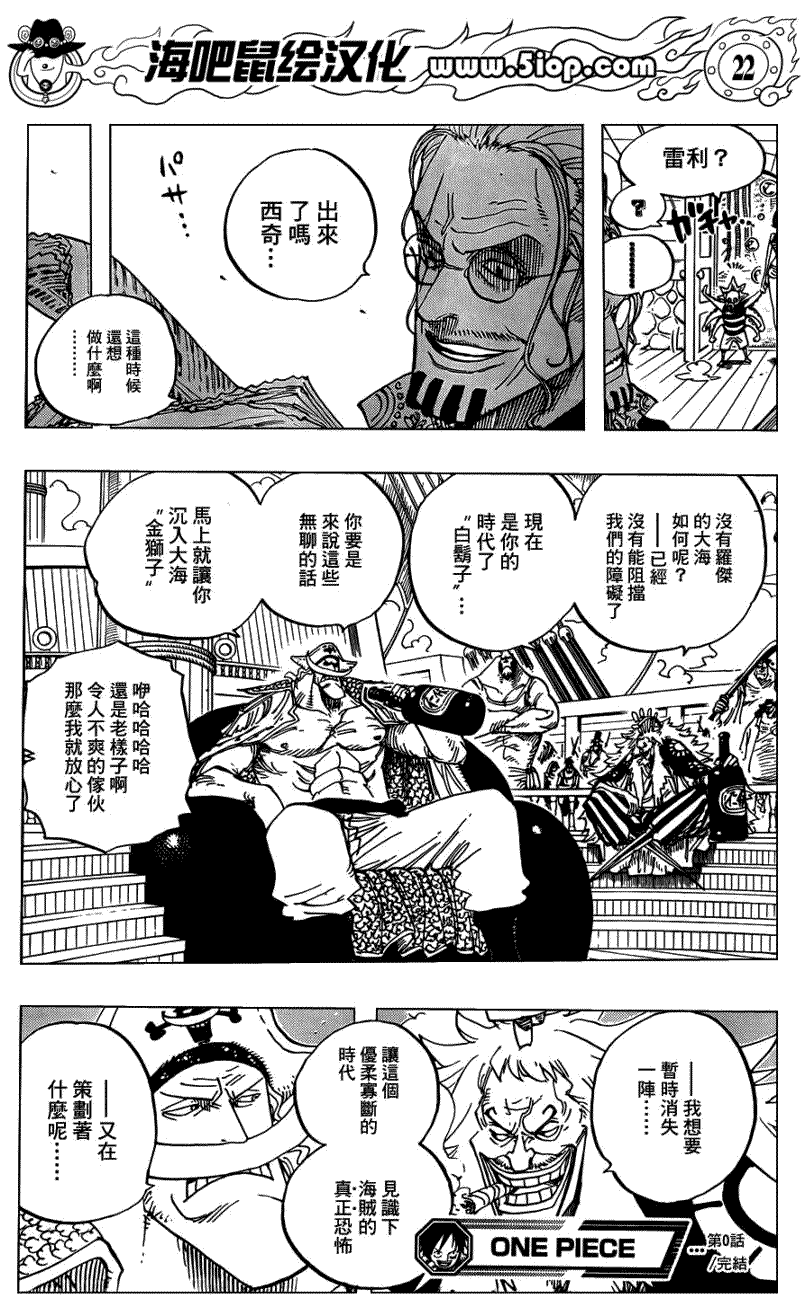 海吧鼠绘汉化 www.5iop.com
22
雷利？
？
…………
ガチャ…
出來
了嗎
西奇…
パサ…
這種時候
還想
做什麼啊
…………
沒有羅傑
的大海
如何呢？
——已經
沒有能阻擋
我們的障礙了
現在
是你的
時代了
“白鬍子”…
你要是
來說這些
無聊的話
馬上就讓你
沉入大海
“金獅子”
咿哈哈哈哈
還是老樣子啊
令人不爽的傢伙
那麼我就放心了
——我想要
暫時消失
一陣……
讓這個
優柔寡斷的
時代
見識下
海賊的
真正恐怖
——又在
策劃著
什麼呢……
ONE PIECE
…第0話
/完結